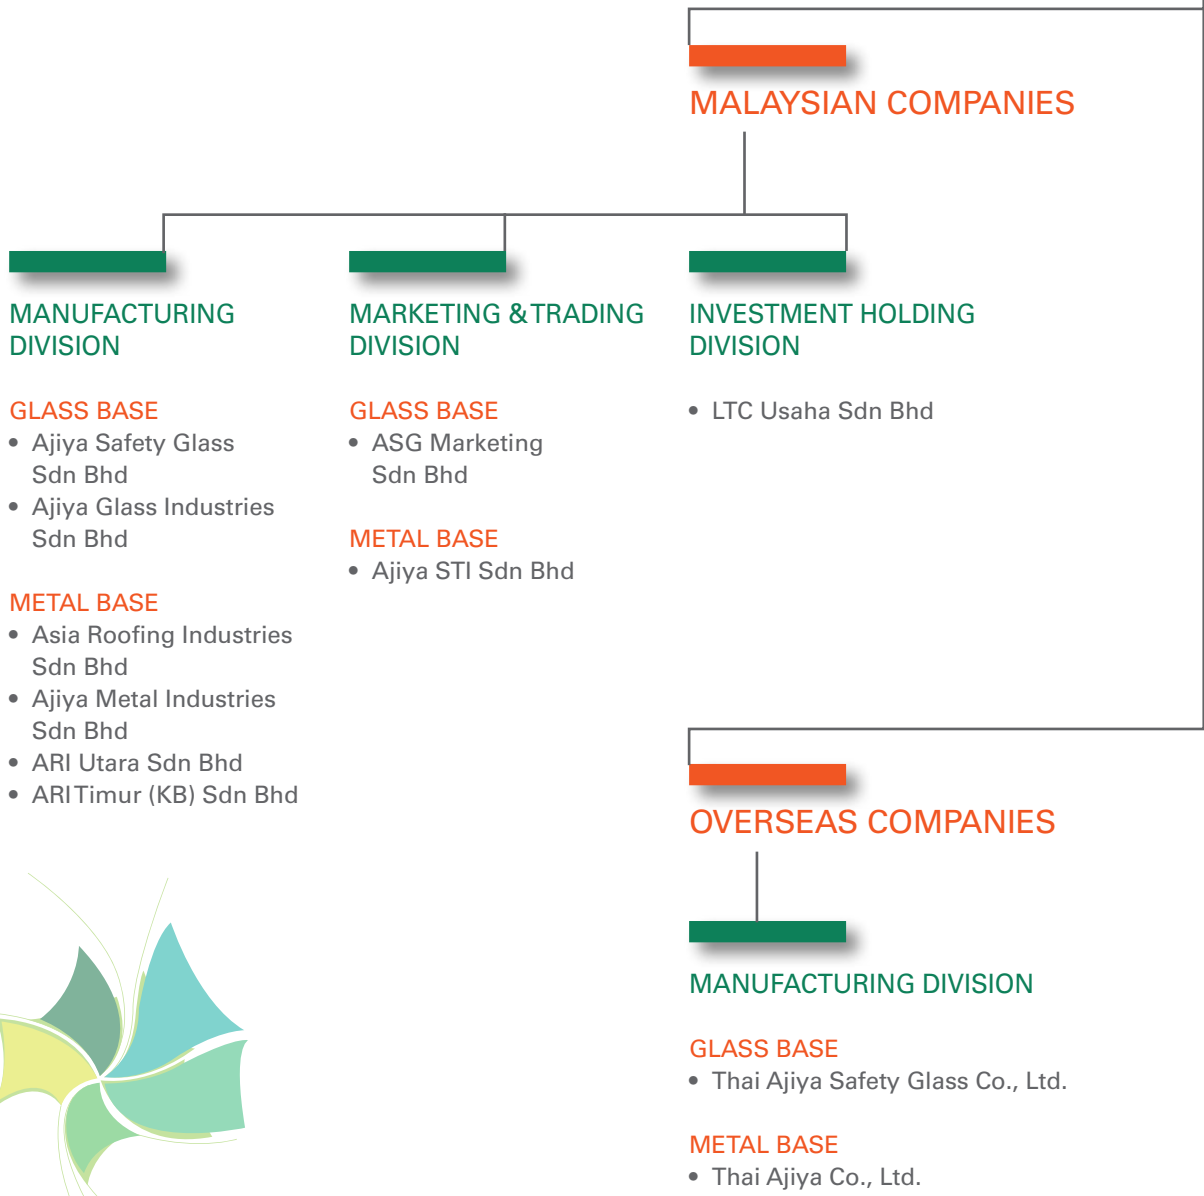 MALAYSIAN COMPANIES
MANUFACTURING
DIVISION
GLASS BASE
• Ajiya Safety Glass
Sdn Bhd
• Ajiya Glass Industries
Sdn Bhd
METAL BASE
• Asia Roofing Industries
Sdn Bhd
• Ajiya Metal Industries
Sdn Bhd
• ARI Utara Sdn Bhd
• ARI Timur (KB) Sdn Bhd
MARKETING & TRADING
DIVISION
GLASS BASE
• ASG Marketing
Sdn Bhd
METAL BASE
• Ajiya STI Sdn Bhd
INVESTMENT HOLDING
DIVISION
• LTC Usaha Sdn Bhd
OVERSEAS COMPANIES
MANUFACTURING DIVISION
GLASS BASE
• Thai Ajiya Safety Glass Co., Ltd.
METAL BASE
• Thai Ajiya Co., Ltd.